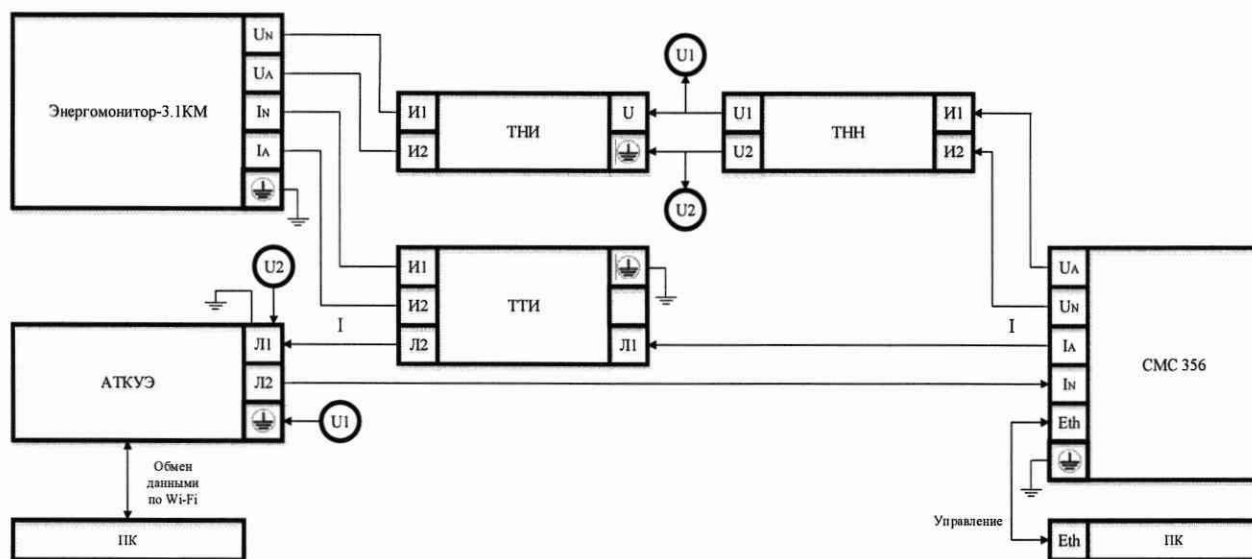 Энергомонитор-3.1КМ
UN
UA
IN
IA
И1
И2
ТНИ
U
U1
U1
U2
ТНН
И1
И2
U2
U2
И1
И2
Л2
ТТИ
Л1
I
I
АТКУЭ
Л1
Л2
U1
UA
UN
IA
IN
Eth
СМС 356
Обмен
данными
по Wi-Fi
ПК
Управление
Eth
ПК